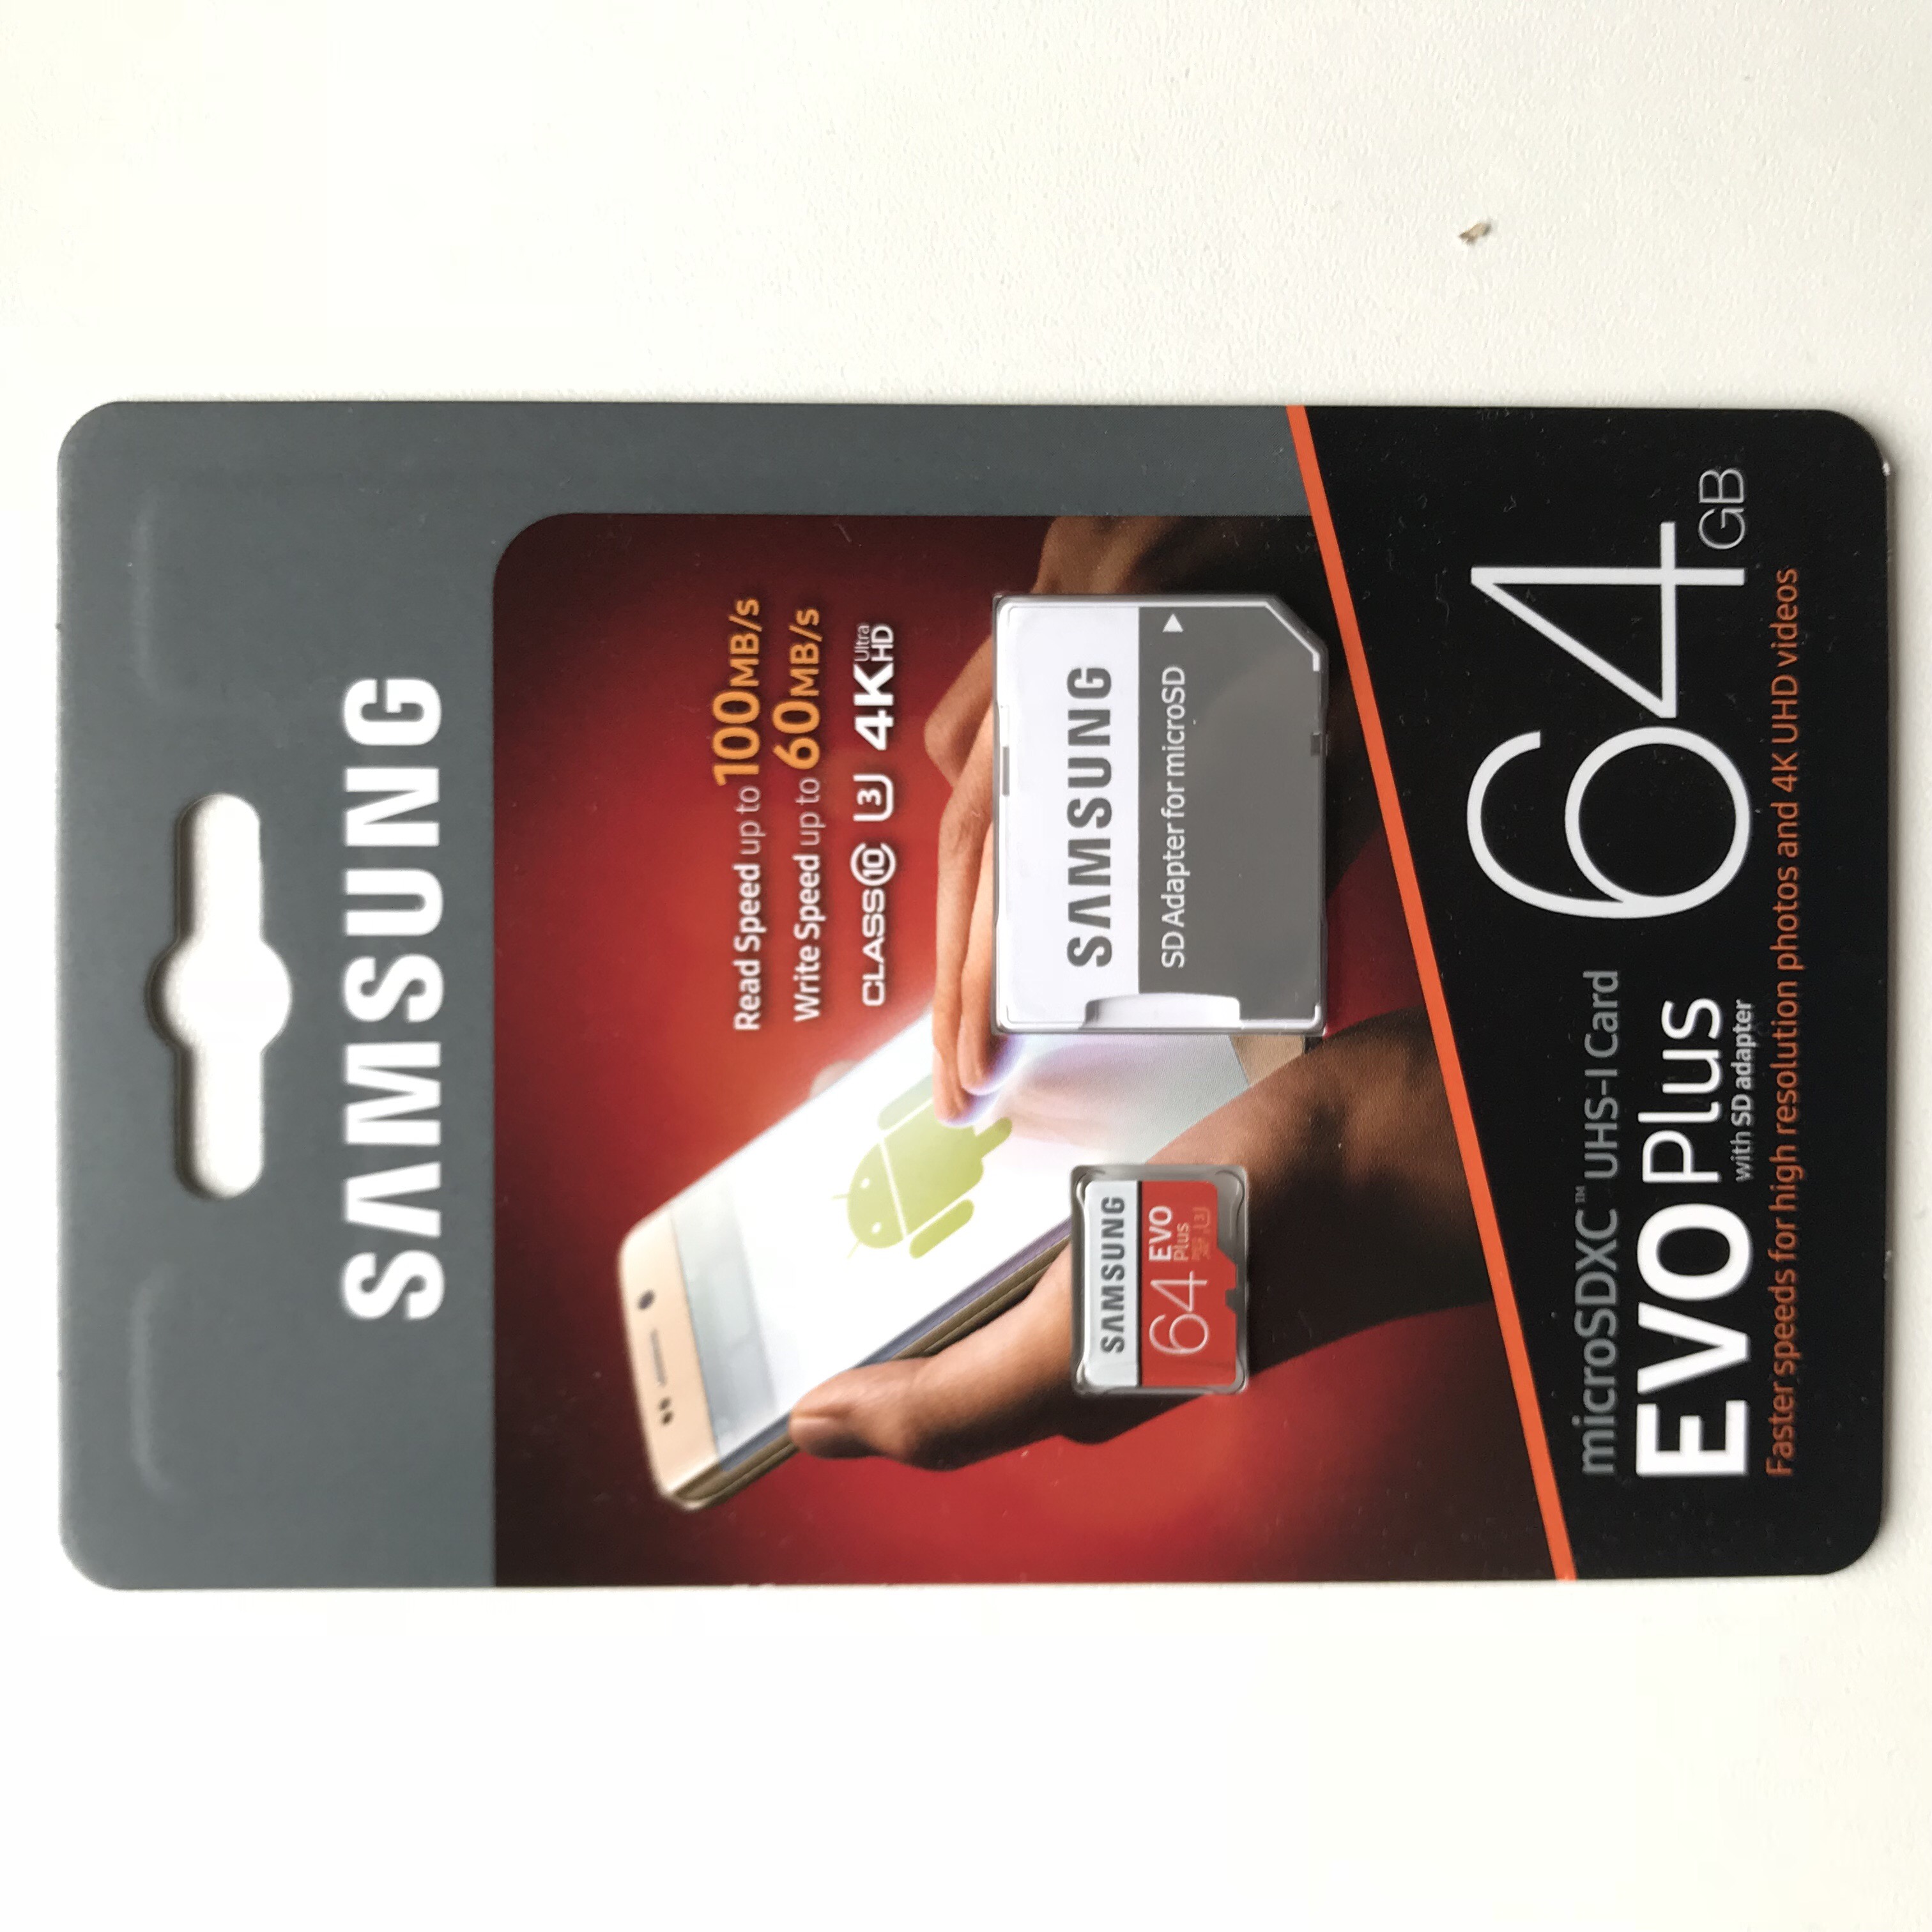 SAMSUNG
Read Speed up to 100MB/s
Write Speed up to 60MB/s
CLASS 10 U3 4K Ultra HD
SAMSUNG
SD Adapter for microSD
SAMSUNG
64 EVO
Plus
microSDXC™ UHS-I Card
EVO Plus
with SD adapter
64 GB
Faster speeds for high resolution photos and 4K UHD videos